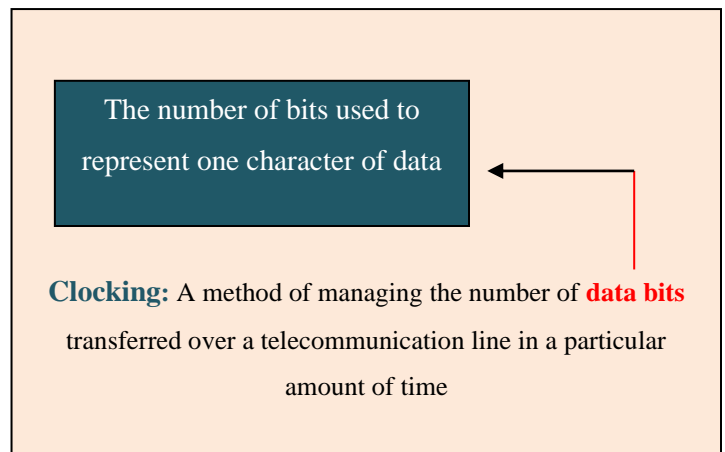 The number of bits used to
represent one character of data
Clocking: A method of managing the number of data bits
transferred over a telecommunication line in a particular
amount of time